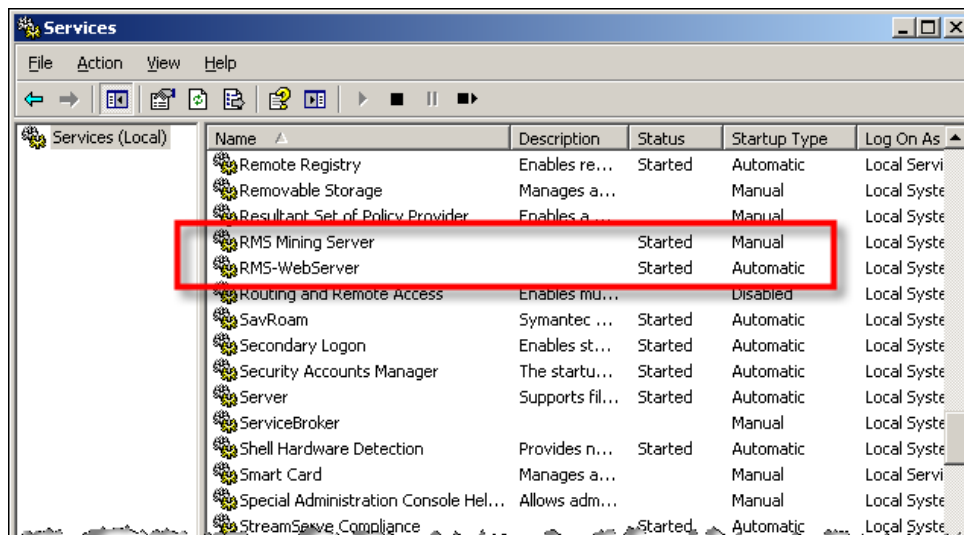 Services
File Action View Help
Services (Local)
Name Description Status Startup Type Log On As
Remote Registry Enables re... Started Automatic Local Servi
Removable Storage Manages a... Manual Local Syste
Resultant Set of Policy Provider Enables a ... Manual Local Syste
RMS Mining Server Started Manual Local Syste
RMS-WebServer Started Automatic Local Syste
Routing and Remote Access Enables mu... Disabled Local Syste
SavRoam Symantec ... Started Automatic Local Syste
Secondary Logon Enables st... Started Automatic Local Syste
Security Accounts Manager The startu... Started Automatic Local Syste
Server Supports fil... Started Automatic Local Syste
ServiceBroker Manual Local Syste
Shell Hardware Detection Provides n... Started Automatic Local Syste
Smart Card Manages a... Manual Local Servi
Special Administration Console Hel... Allows adm... Manual Local Syste
StreamServe Compliance Started Automatic Local Syste